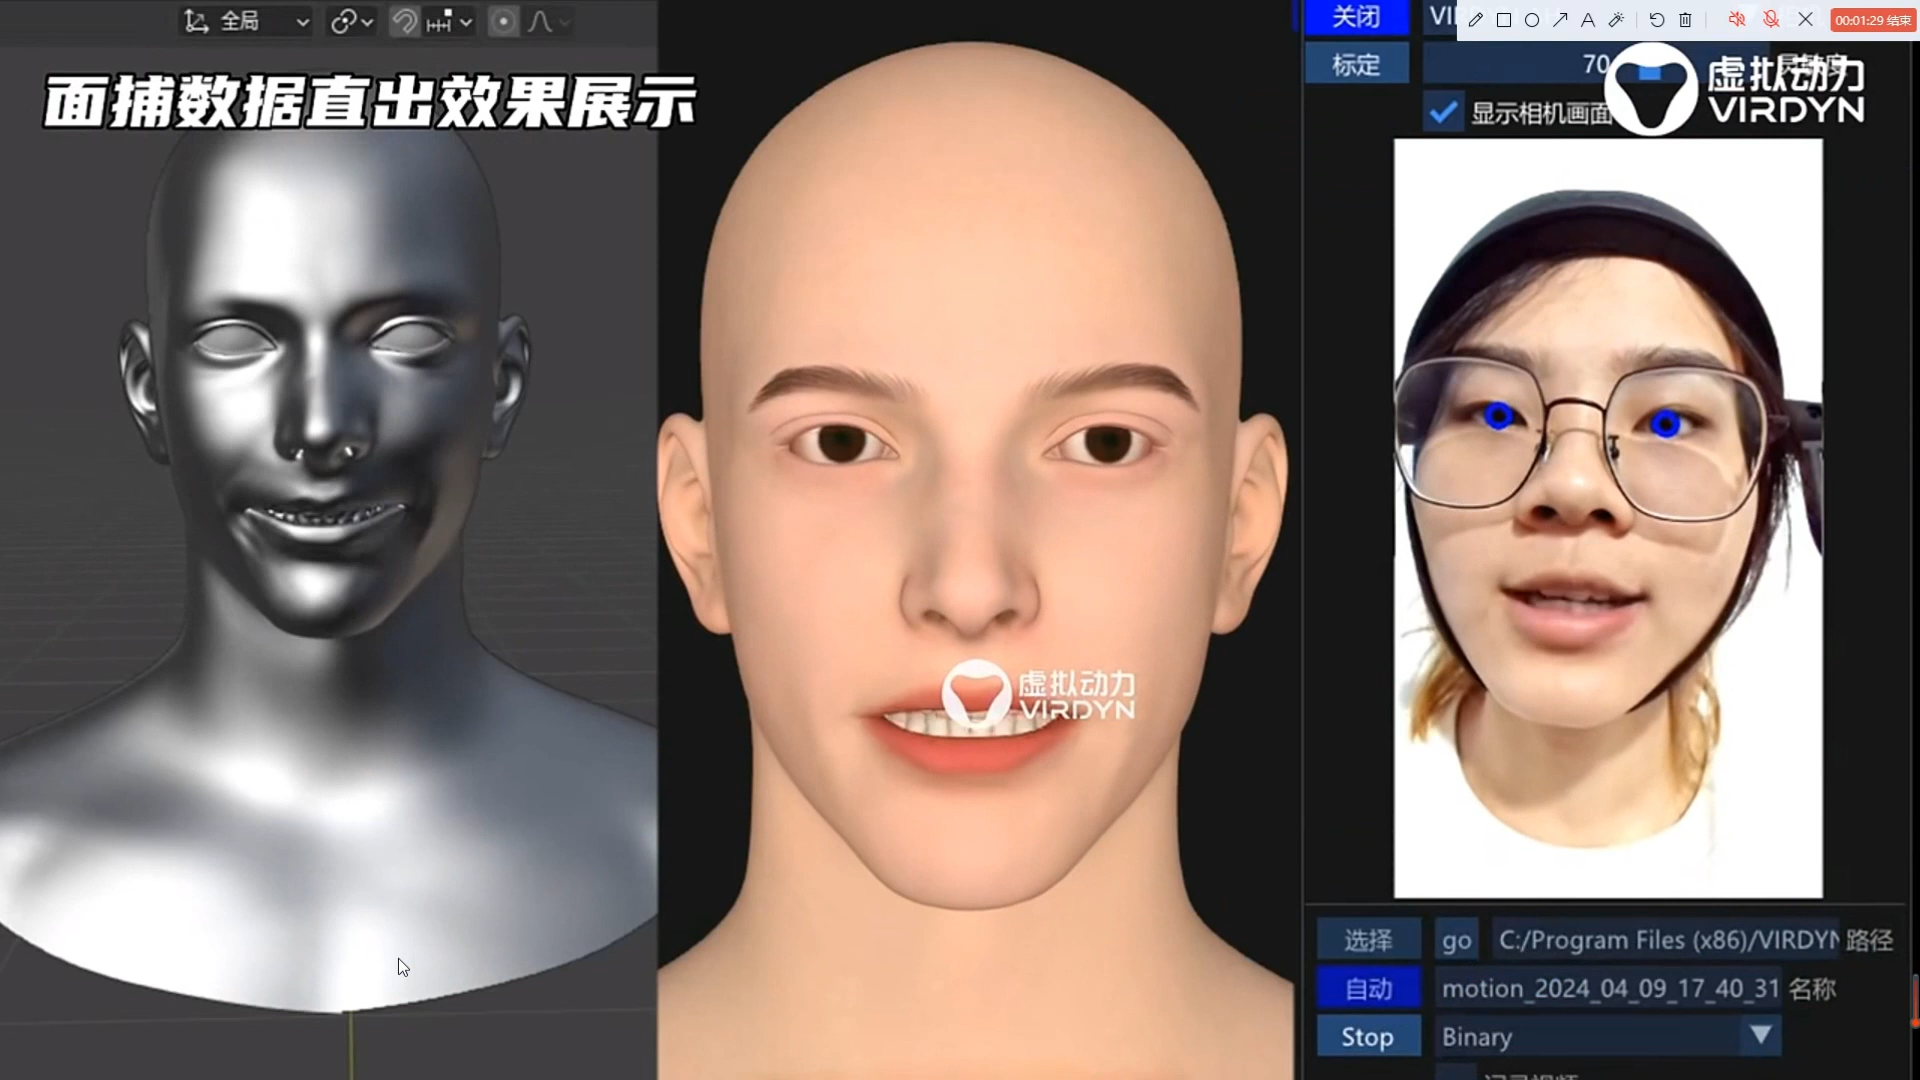 全局
面捕数据直出效果展示
关闭
00:01:29 结束
标定
70
显示相机画面
虚拟动力
VIRDYN
虚拟动力
VIRDYN
选择
go
C:/Program Files (x86)/VIRDYN
路径
自动
motion_2024_04_09_17_40_31
名称
Stop
Binary